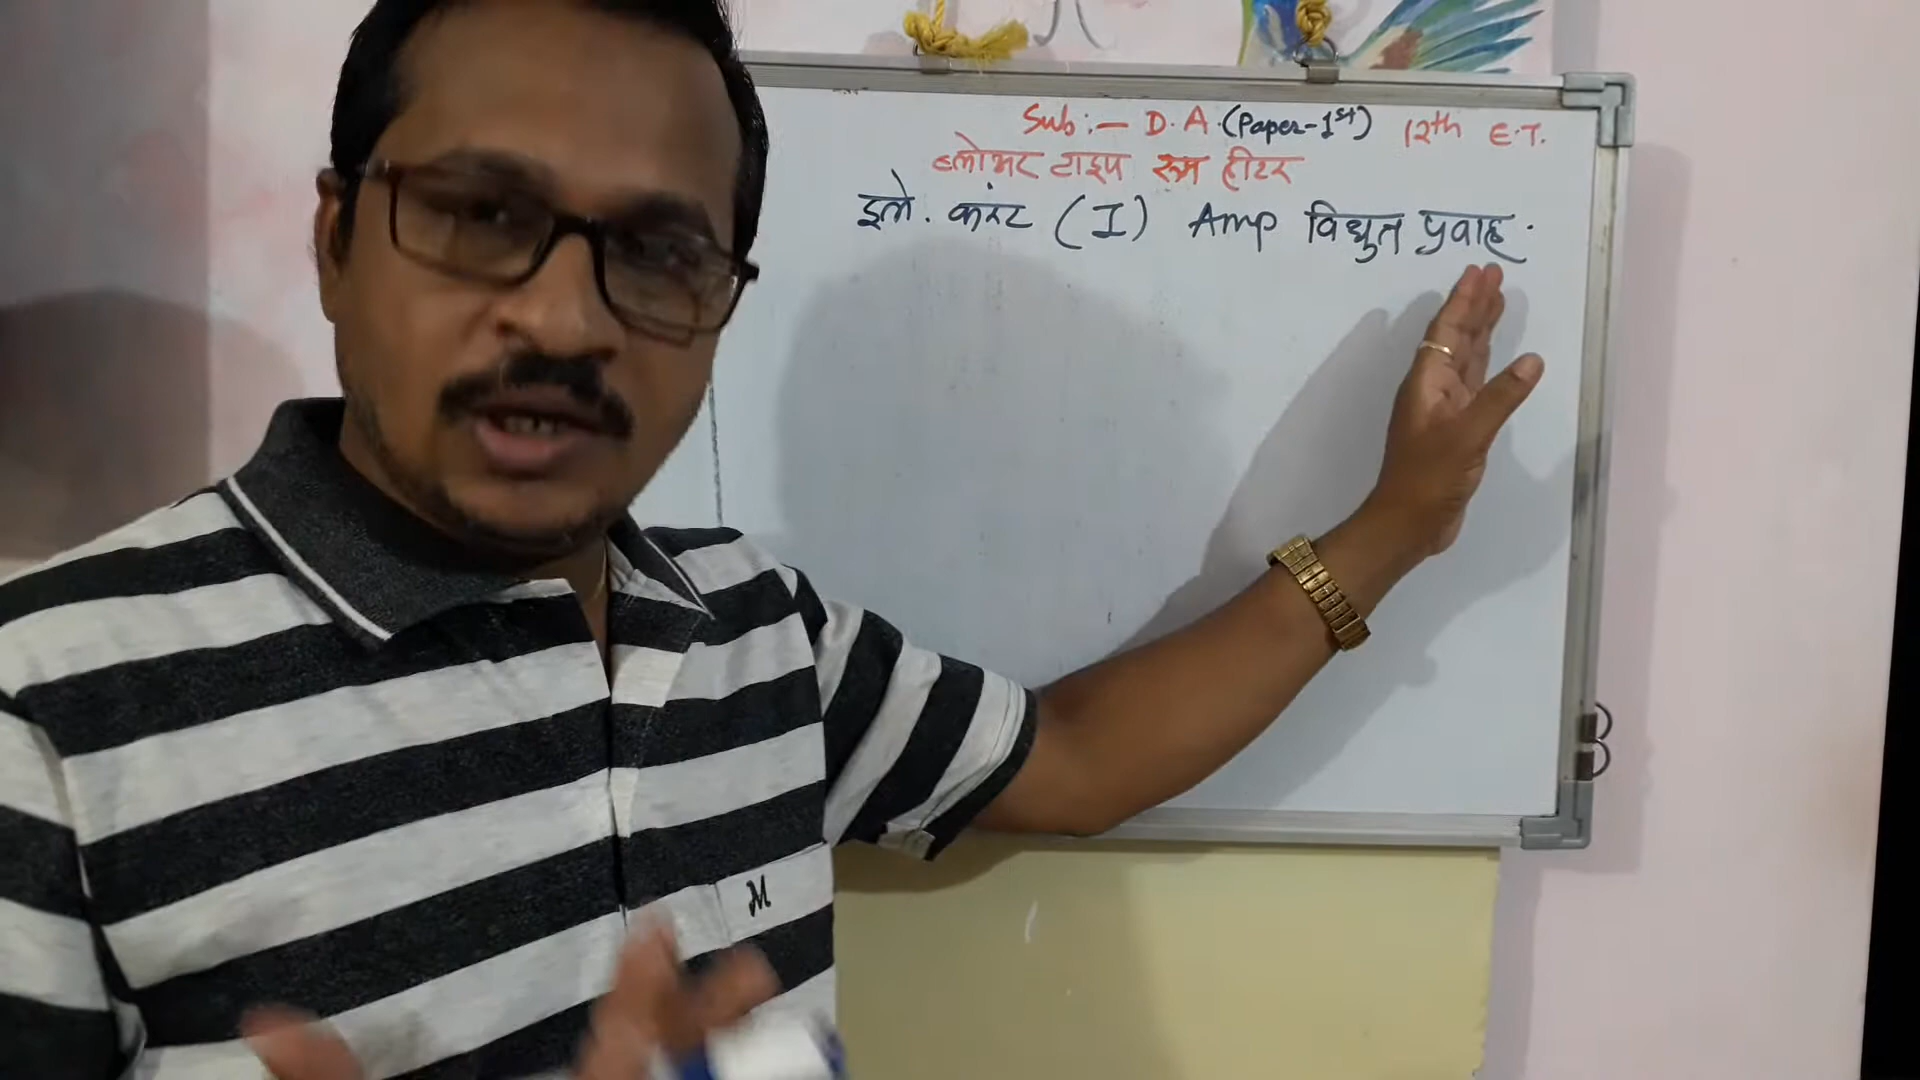 Sub :- D.A. (Paper-1st) 12th E.T.
ब्लोअर टाइप रूम हीटर
इले. करंट (I) Amp विद्युत प्रवाह.
M